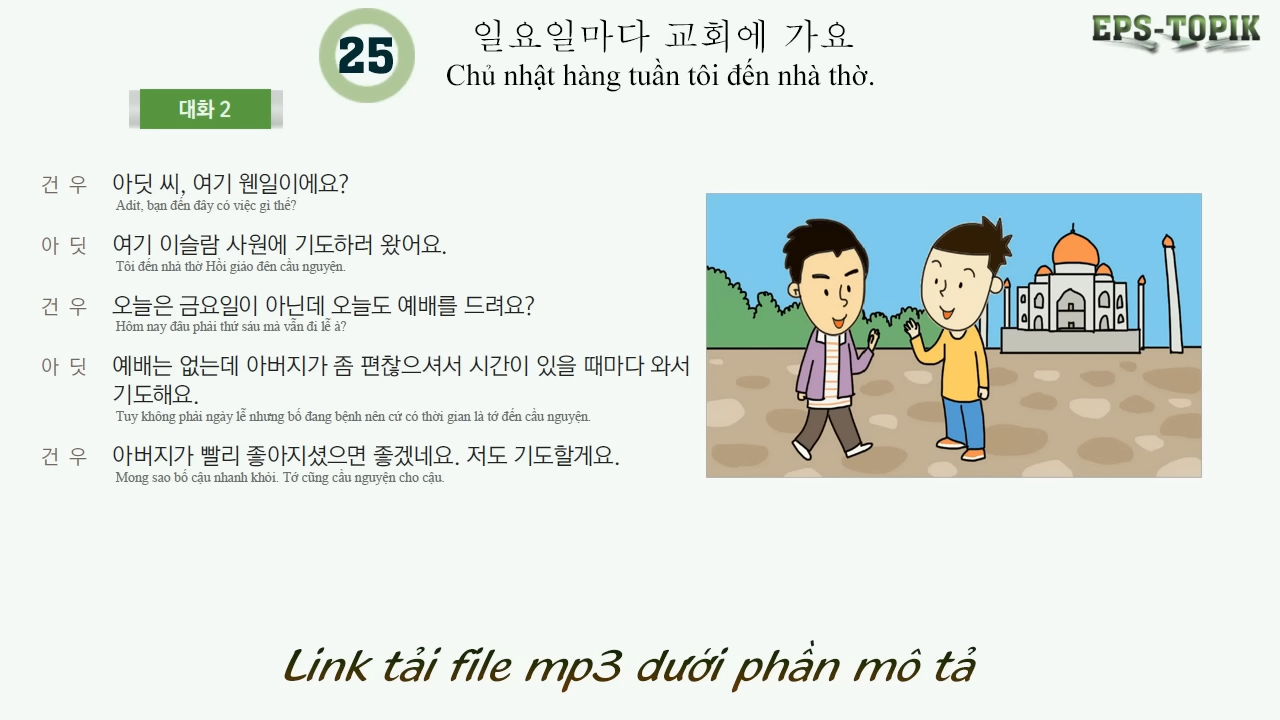 25
일요일마다 교회에 가요
Chủ nhật hàng tuần tôi đến nhà thờ.
EPS-TOPIK
대화 2
건 우 아딧 씨, 여기 웬일이에요?
Adit, bạn đến đây có việc gì thế?
아 딧 여기 이슬람 사원에 기도하러 왔어요.
Tôi đến nhà thờ Hồi giáo đên cầu nguyện.
건 우 오늘은 금요일이 아닌데 오늘도 예배를 드려요?
Hôm nay đâu phải thứ sáu mà vẫn đi lễ à?
아 딧 예배는 없는데 아버지가 좀 편찮으셔서 시간이 있을 때마다 와서
기도해요.
Tuy không phải ngày lễ nhưng bố đang bệnh nên cứ có thời gian là tớ đến cầu nguyện.
건 우 아버지가 빨리 좋아지셨으면 좋겠네요. 저도 기도할게요.
Mong sao bố cậu nhanh khỏi. Tớ cũng cầu nguyện cho cậu.
Link tải file mp3 dưới phần mô tả